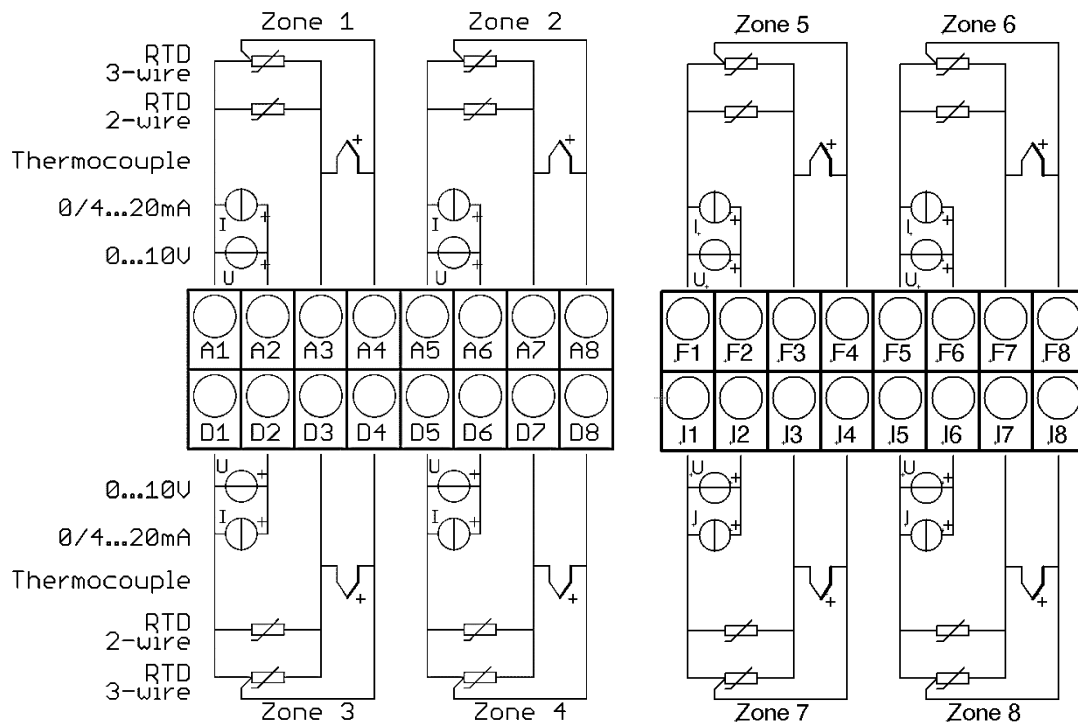 Zone 1 Zone 2 Zone 5 Zone 6
RTD
3-wire
RTD
2-wire
Thermocouple + + + +
0/4...20mA I + I + I + I +
0...10V U + U + U + U +
A1 A2 A3 A4 A5 A6 A7 A8 F1 F2 F3 F4 F5 F6 F7 F8
D1 D2 D3 D4 D5 D6 D7 D8 I1 I2 I3 I4 I5 I6 I7 I8
0...10V U + U + U + U +
0/4...20mA I + I + I + I +
Thermocouple + + + +
RTD
2-wire
RTD
3-wire
Zone 3 Zone 4 Zone 7 Zone 8